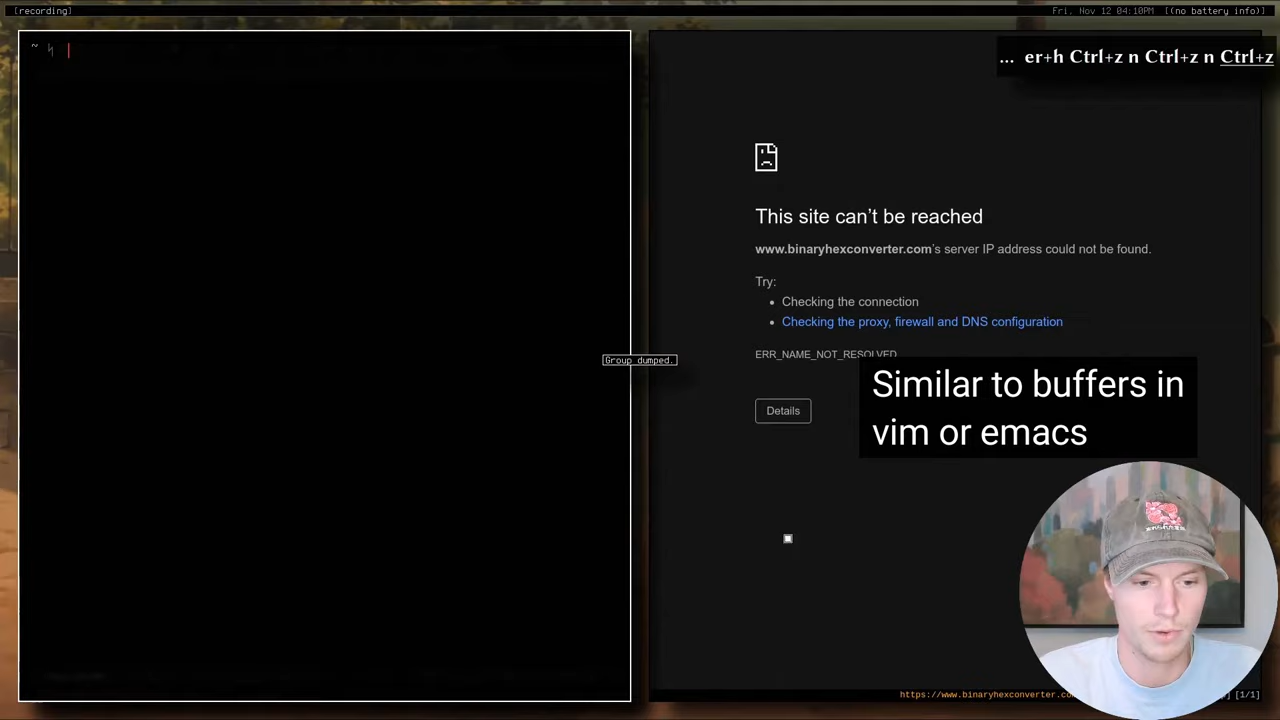 [recording]
Fri, Nov 12 04:10PM [(no battery info)]
... er+h Ctrl+z n Ctrl+z n Ctrl+z
~
This site can't be reached
www.binaryhexconverter.com's server IP address could not be found.
Try:
Checking the connection
Checking the proxy, firewall and DNS configuration
Group dumped.
ERR_NAME_NOT_RESOLVED
Details
Similar to buffers in
vim or emacs
https://www.binaryhexconverter.co
[1/1]